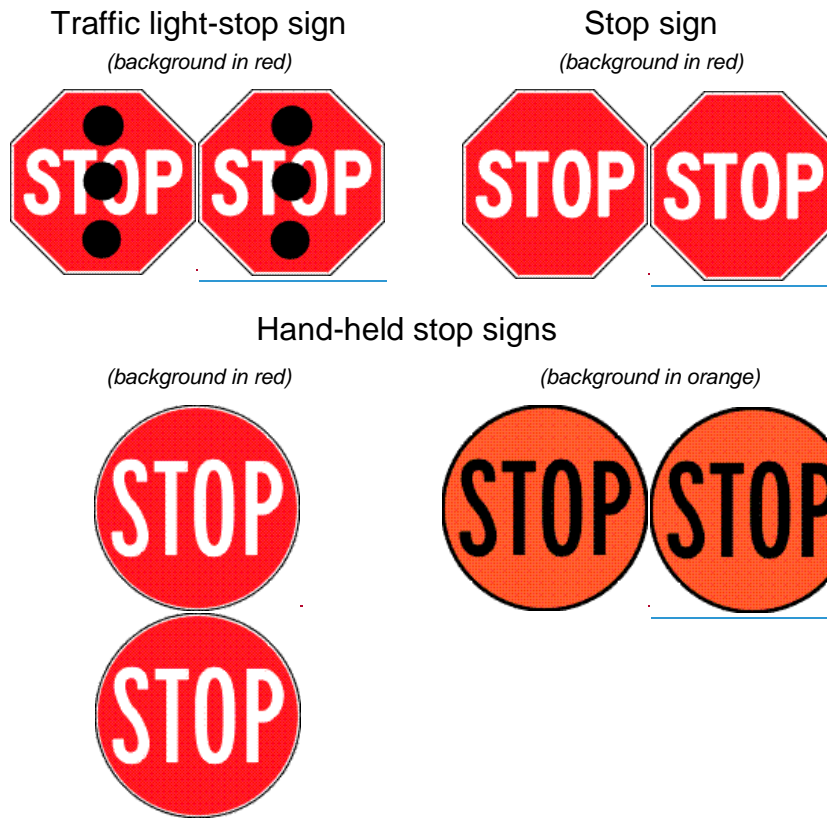 Traffic light-stop sign
Stop sign
(background in red)
(background in red)
STOP
STOP
STOP
STOP
Hand-held stop signs
(background in red)
(background in orange)
STOP
STOP
STOP
STOP